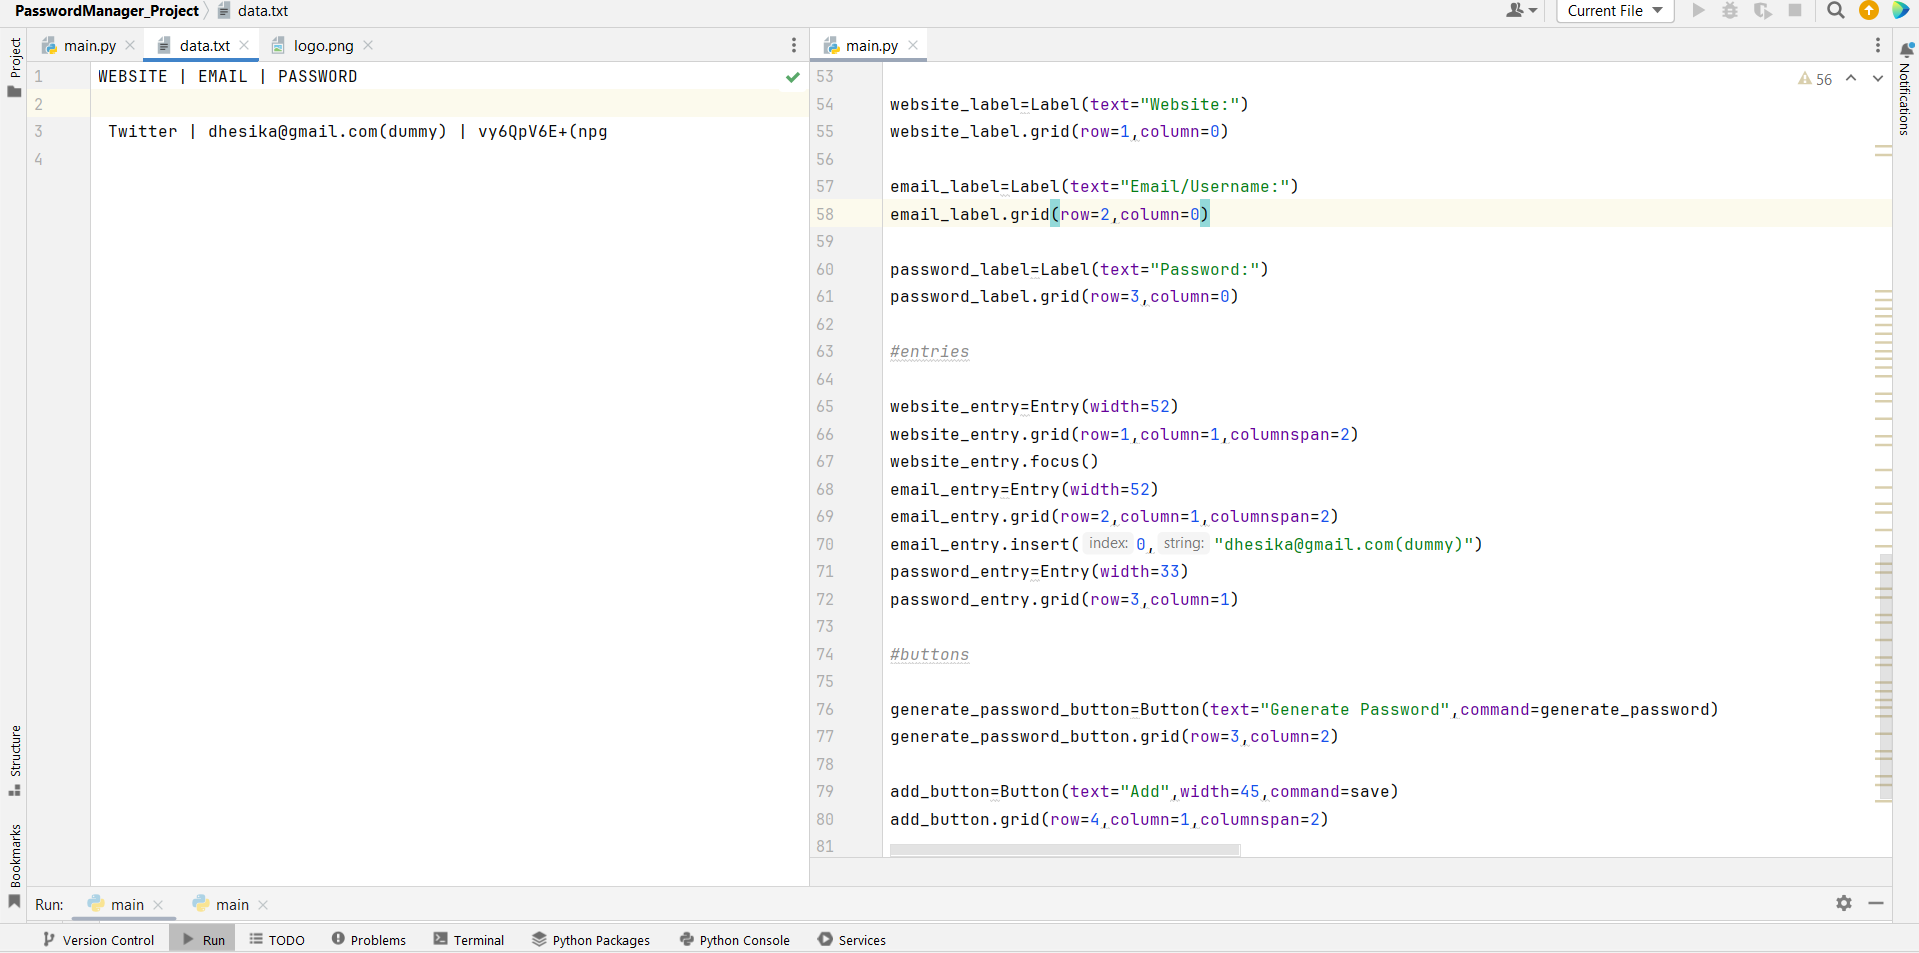 PasswordManager_Project data.txt
Current File
main.py data.txt logo.png
main.py
Project
Structure
Bookmarks
Notifications
1 WEBSITE | EMAIL | PASSWORD
2
3 Twitter | dhesika@gmail.com(dummy) | vy6QpV6E+(npg
4
56
53
54 website_label=Label(text="Website:")
55 website_label.grid(row=1,column=0)
56
57 email_label=Label(text="Email/Username:")
58 email_label.grid(row=2,column=0)
59
60 password_label=Label(text="Password:")
61 password_label.grid(row=3,column=0)
62
63 #entries
64
65 website_entry=Entry(width=52)
66 website_entry.grid(row=1,column=1,columnspan=2)
67 website_entry.focus()
68 email_entry=Entry(width=52)
69 email_entry.grid(row=2,column=1,columnspan=2)
70 email_entry.insert( index: 0, string: "dhesika@gmail.com(dummy)")
71 password_entry=Entry(width=33)
72 password_entry.grid(row=3,column=1)
73
74 #buttons
75
76 generate_password_button=Button(text="Generate Password",command=generate_password)
77 generate_password_button.grid(row=3,column=2)
78
79 add_button=Button(text="Add",width=45,command=save)
80 add_button.grid(row=4,column=1,columnspan=2)
81
Run: main main
Version Control Run TODO Problems Terminal Python Packages Python Console Services